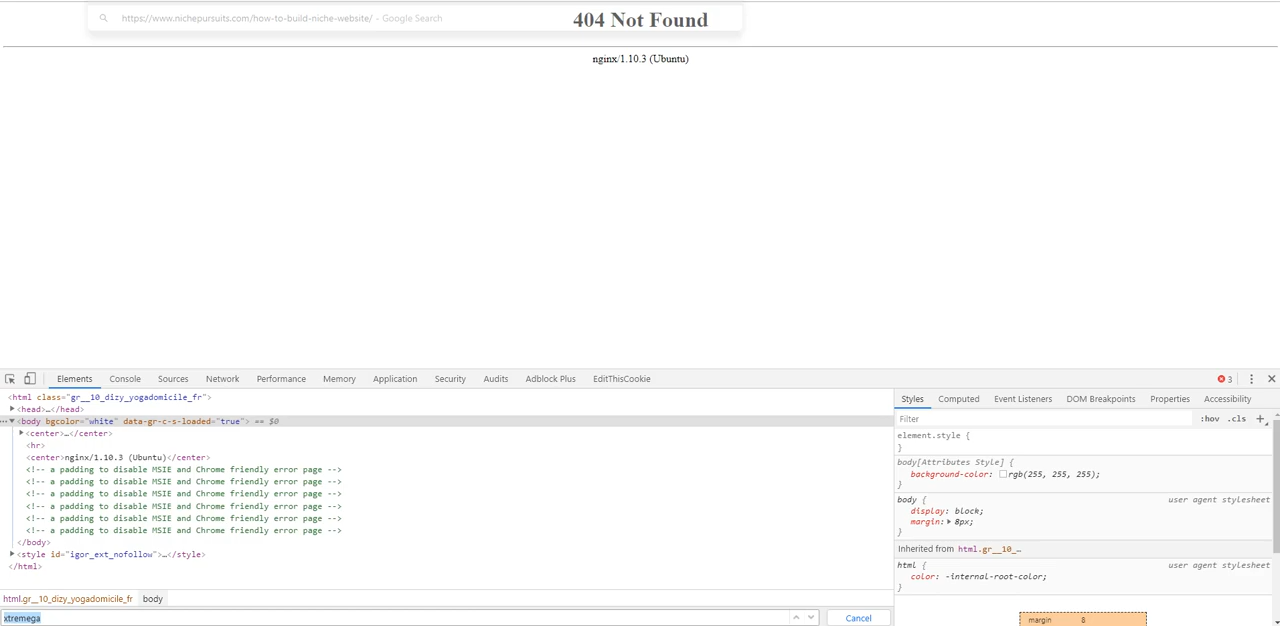 https://www.nichepursuits.com/how-to-build-niche-website/ - Google Search
404 Not Found
nginx/1.10.3 (Ubuntu)
Elements Console Sources Network Performance Memory Application Security Audits Adblock Plus EditThisCookie 3
<html class="gr__10_dizy_yogadomicile_fr">
<head>…</head>
<body bgcolor="white" data-gr-c-s-loaded="true"> == $0
<center>…</center>
<hr>
<center>nginx/1.10.3 (Ubuntu)</center>
<!-- a padding to disable MSIE and Chrome friendly error page -->
<!-- a padding to disable MSIE and Chrome friendly error page -->
<!-- a padding to disable MSIE and Chrome friendly error page -->
<!-- a padding to disable MSIE and Chrome friendly error page -->
<!-- a padding to disable MSIE and Chrome friendly error page -->
<!-- a padding to disable MSIE and Chrome friendly error page -->
</body>
<style id="igor_ext_nofollow">…</style>
</html>
html.gr__10_dizy_yogadomicile_fr body
xtremega Cancel
Styles Computed Event Listeners DOM Breakpoints Properties Accessibility
Filter :hov .cls +
element.style {
}
body[Attributes Style] {
background-color: rgb(255, 255, 255);
}
body { user agent stylesheet
display: block;
margin: 8px;
}
Inherited from html.gr__10_…
html { user agent stylesheet
color: -internal-root-color;
}
margin 8